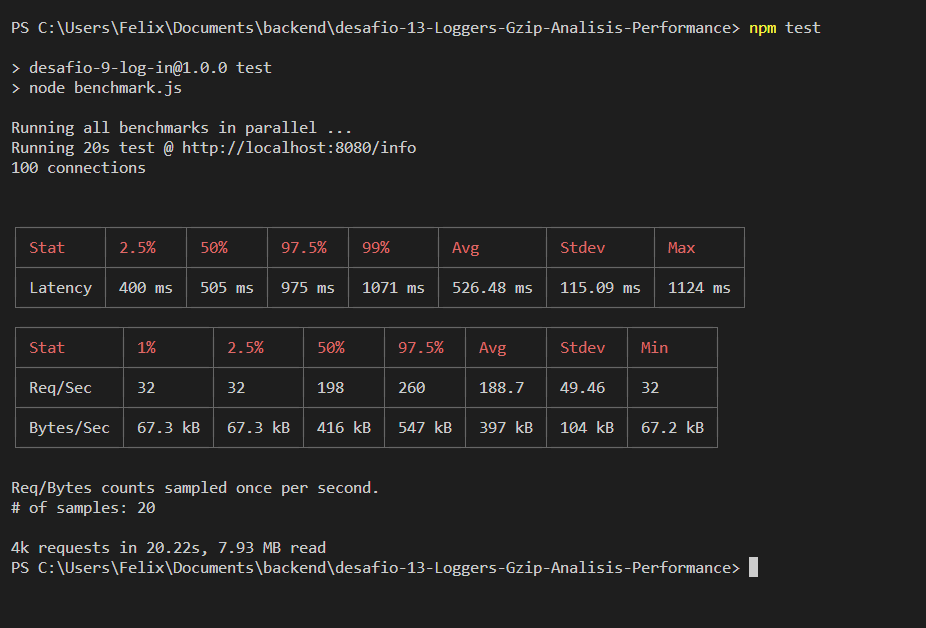 PS C:\Users\Felix\Documents\backend\desafio-13-Loggers-Gzip-Analisis-Performance> npm test
> desafio-9-log-in@1.0.0 test
> node benchmark.js
Running all benchmarks in parallel ...
Running 20s test @ http://localhost:8080/info
100 connections
Stat 2.5% 50% 97.5% 99% Avg Stdev Max
Latency 400 ms 505 ms 975 ms 1071 ms 526.48 ms 115.09 ms 1124 ms
Stat 1% 2.5% 50% 97.5% Avg Stdev Min
Req/Sec 32 32 198 260 188.7 49.46 32
Bytes/Sec 67.3 kB 67.3 kB 416 kB 547 kB 397 kB 104 kB 67.2 kB
Req/Bytes counts sampled once per second.
# of samples: 20
4k requests in 20.22s, 7.93 MB read
PS C:\Users\Felix\Documents\backend\desafio-13-Loggers-Gzip-Analisis-Performance>